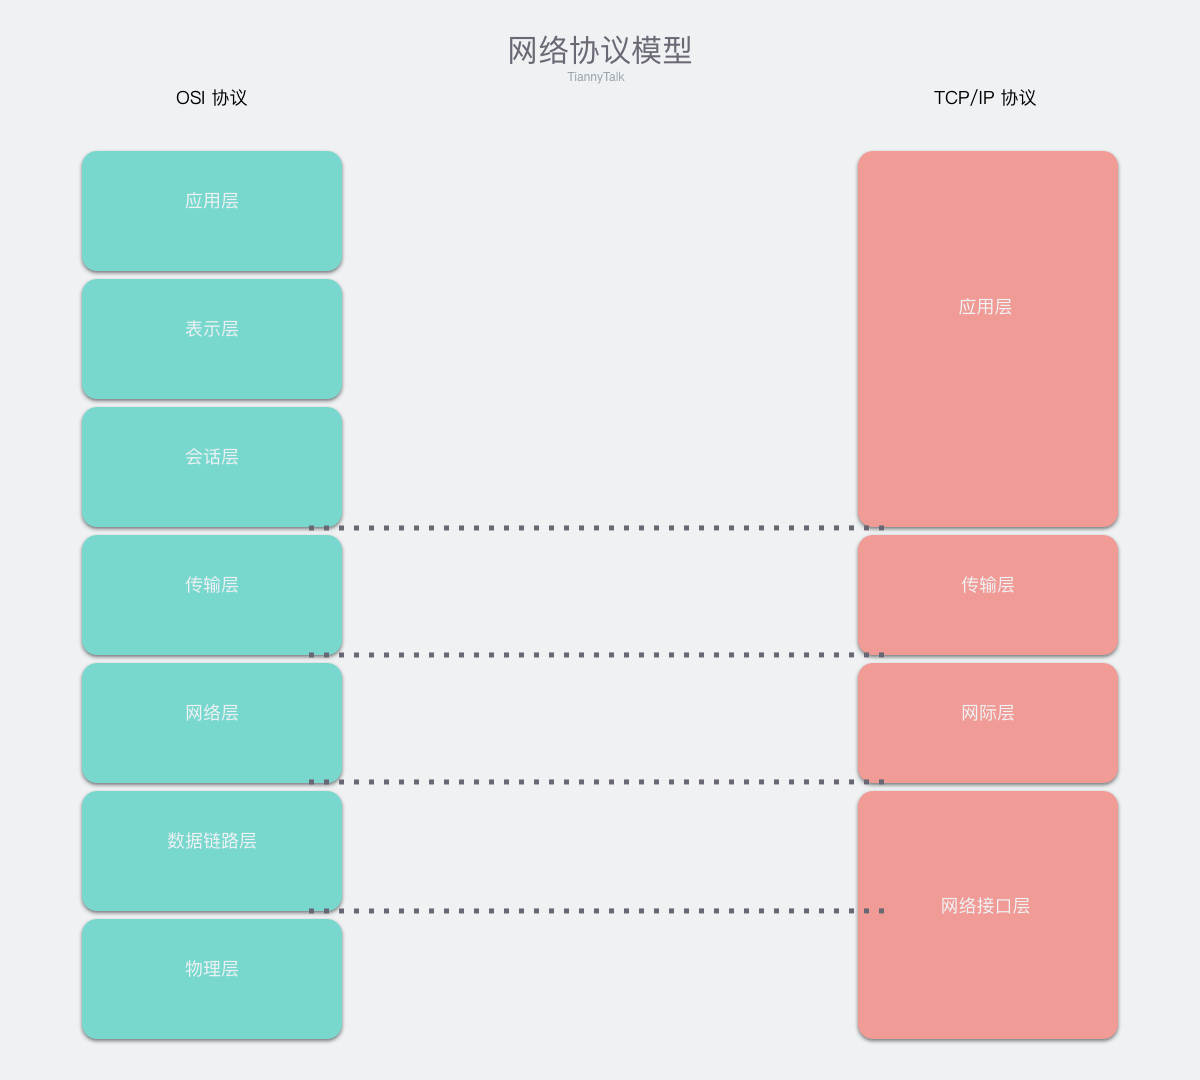 网络协议模型
TiannyTalk
OSI 协议
TCP/IP 协议
应用层
表示层
会话层
传输层
网络层
数据链路层
物理层
应用层
传输层
网际层
网络接口层